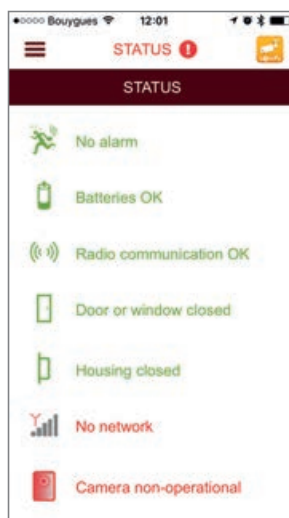 Bouygues 12:01
STATUS
STATUS
No alarm
Batteries OK
Radio communication OK
Door or window closed
Housing closed
No network
Camera non-operational